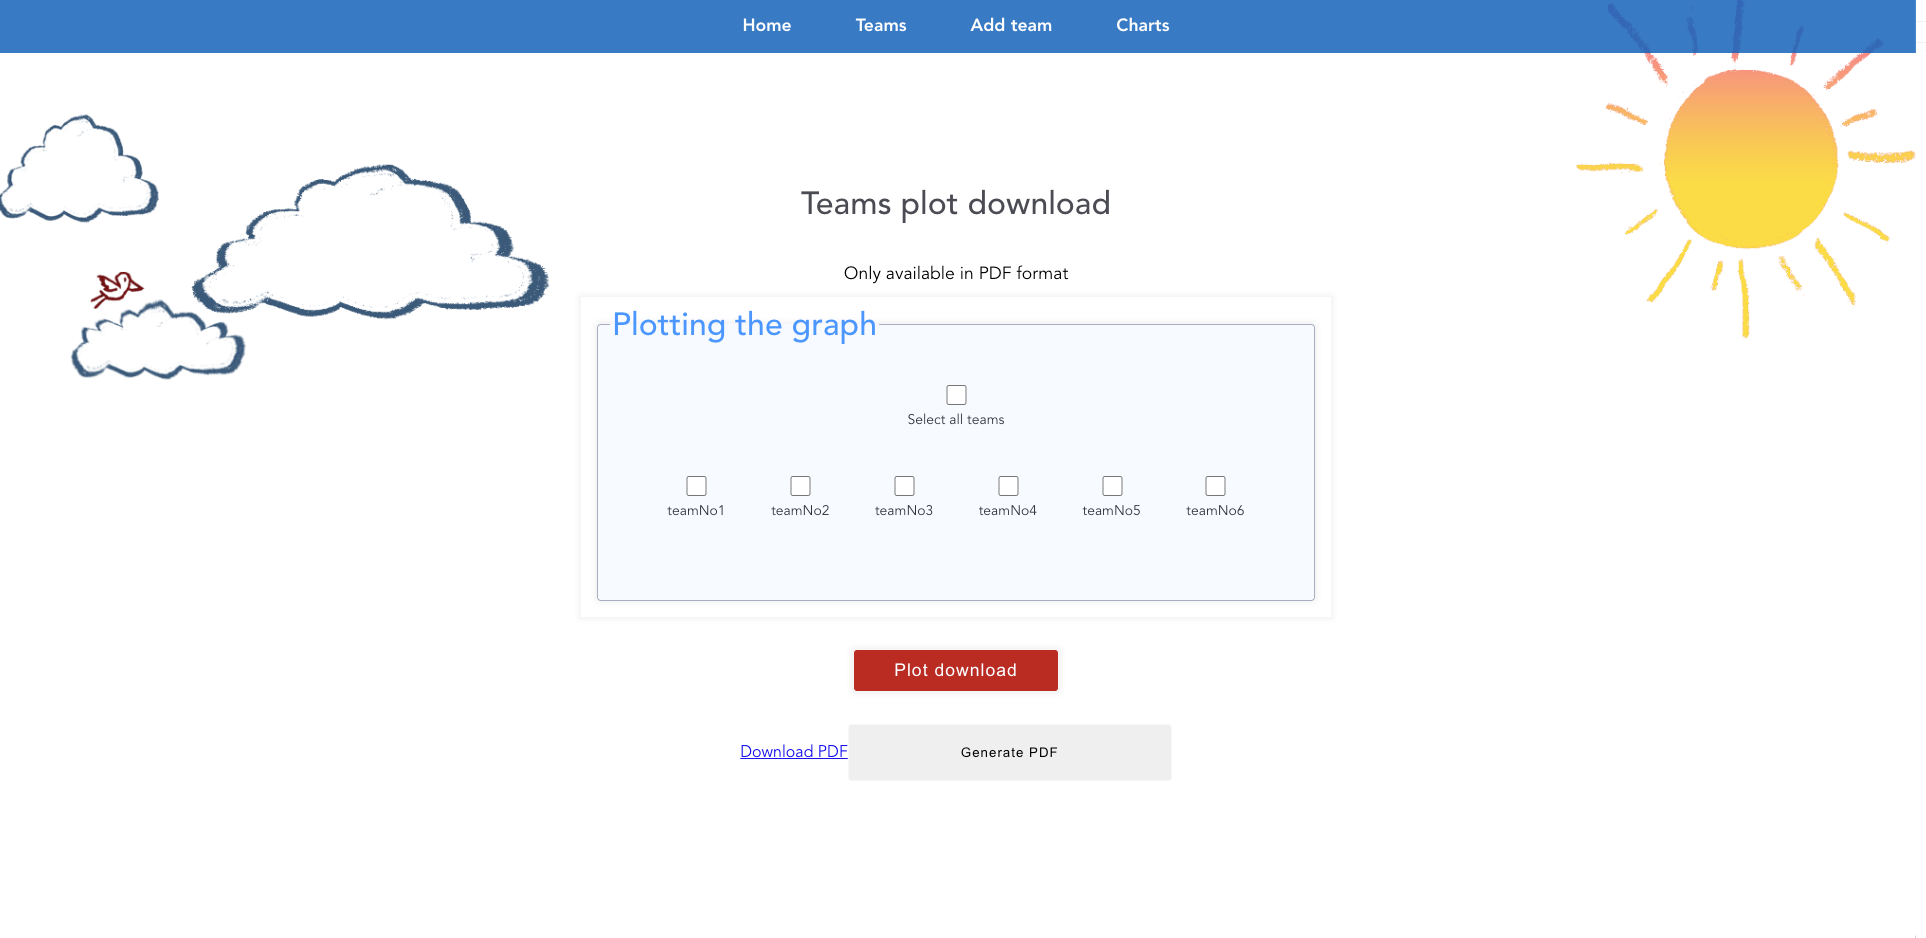 Home Teams Add team Charts
Teams plot download
Only available in PDF format
Plotting the graph
Select all teams
teamNo1 teamNo2 teamNo3 teamNo4 teamNo5 teamNo6
Plot download
Download PDF Generate PDF